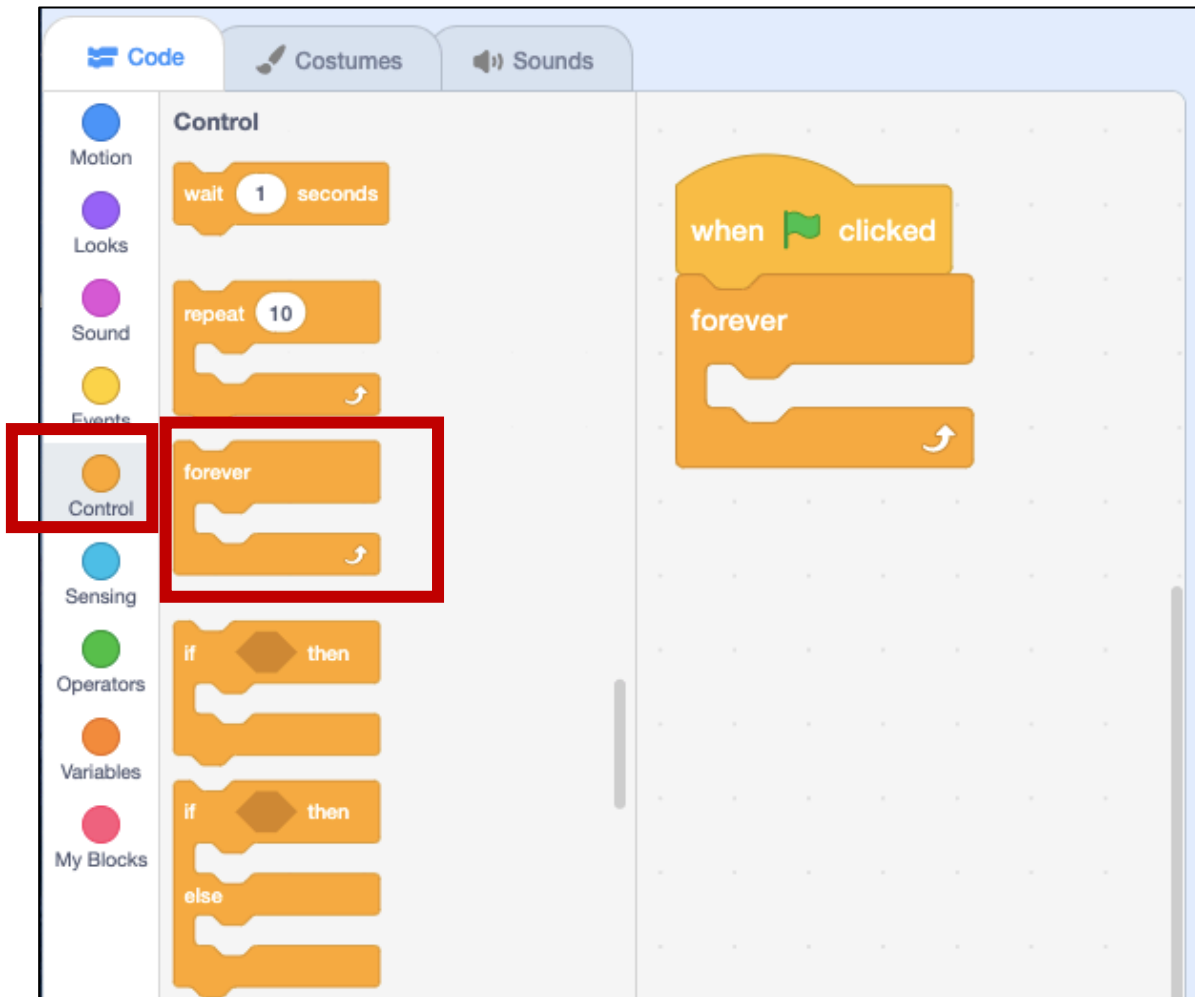 Code
Costumes
Sounds
Motion
Looks
Sound
Events
Control
Sensing
Operators
Variables
My Blocks
Control
wait 1 seconds
repeat 10
forever
if then
if then
else
when clicked
forever